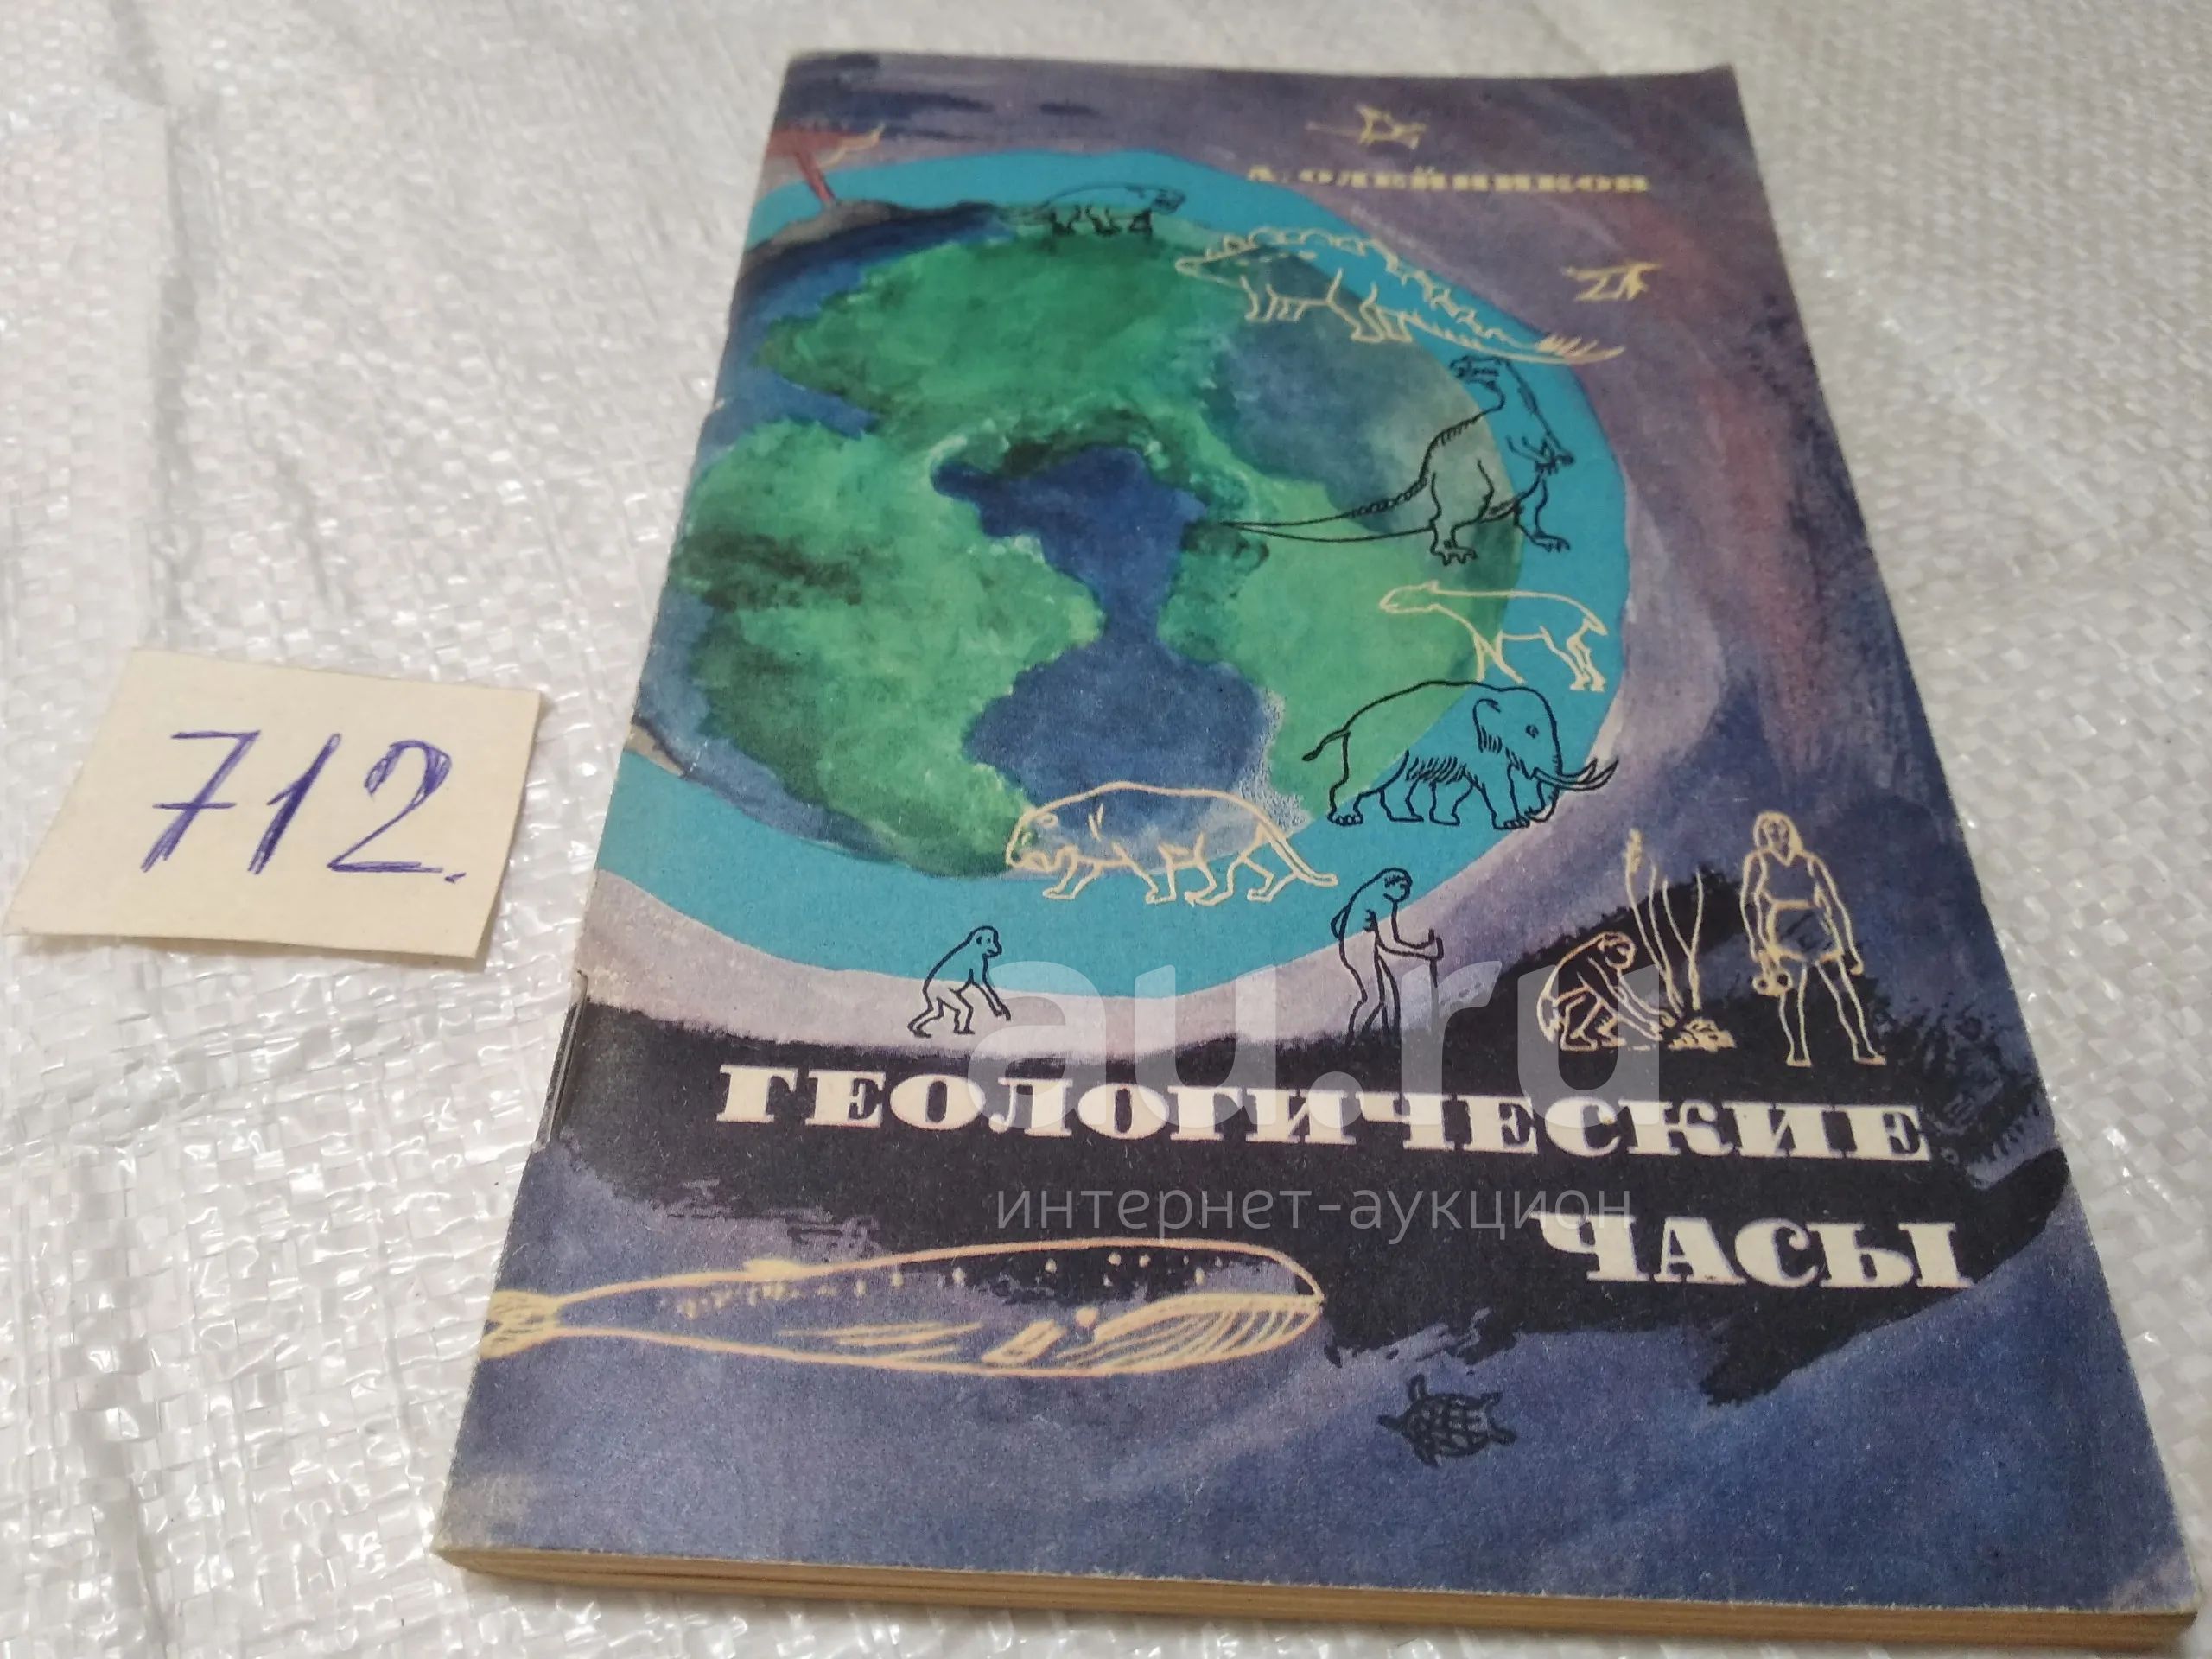 А. ОЛЕЙНИКОВ
712.
au.ru
ГЕОЛОГИЧЕСКИЕ
интернет-аукцион
ЧАСЫ